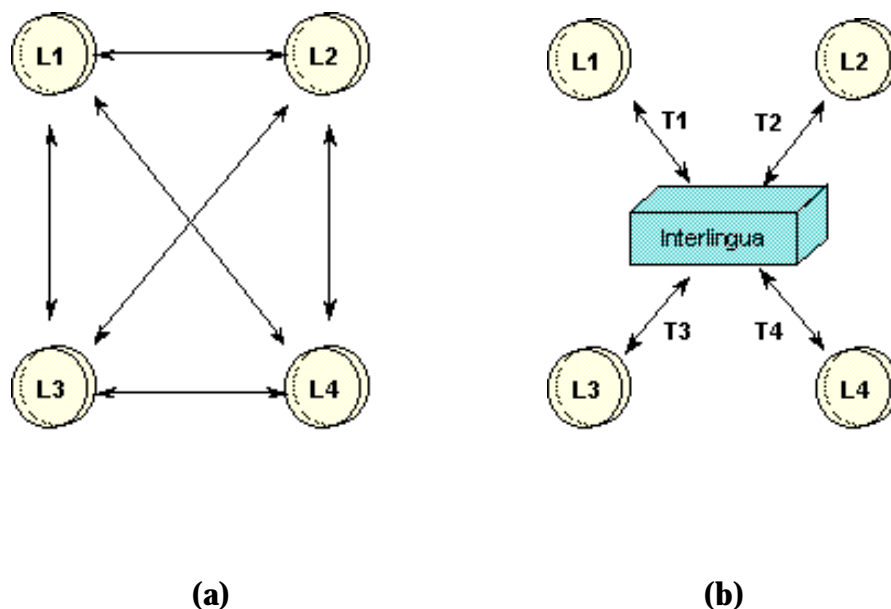 L1 L2
L3 L4
(a)
L1 L2
T1 T2
Interlingua
T3 T4
L3 L4
(b)